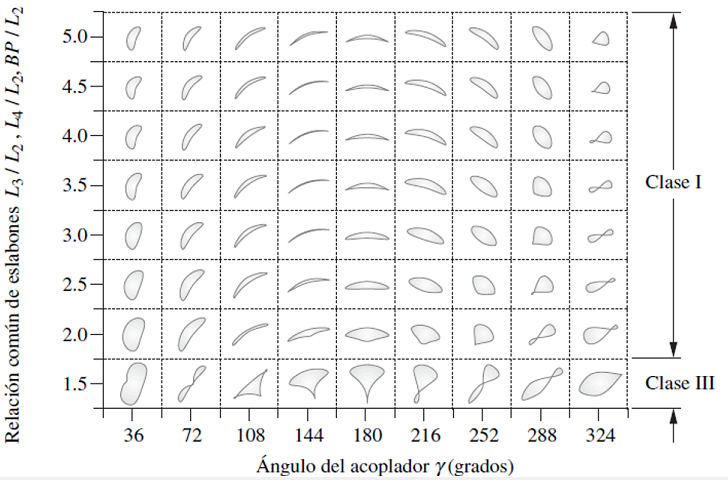 Relación común de eslabones L3 / L2 , L4 / L2, BP / L2
5.0
4.5
4.0
3.5
3.0
2.5
2.0
1.5
Clase I
Clase III
36 72 108 144 180 216 252 288 324
Ángulo del acoplador γ (grados)